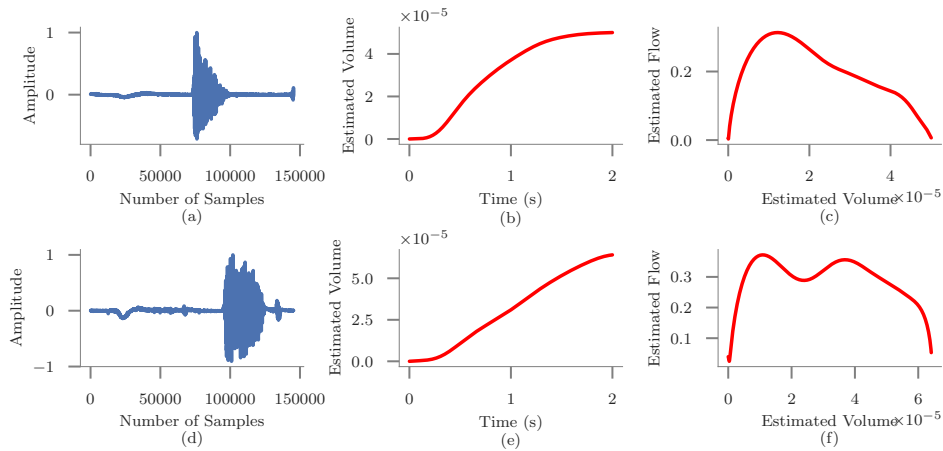 1
0
Amplitude
0 50000 100000 150000
Number of Samples
(a)
×10⁻⁵
4
2
0
Estimated Volume
0 1 2
Time (s)
(b)
0.2
0.0
Estimated Flow
0 2 4
Estimated Volume ×10⁻⁵
(c)
1
0
−1
Amplitude
0 50000 100000 150000
Number of Samples
(d)
×10⁻⁵
5.0
2.5
0.0
Estimated Volume
0 1 2
Time (s)
(e)
0.3
0.2
0.1
Estimated Flow
0 2 4 6
Estimated Volume ×10⁻⁵
(f)